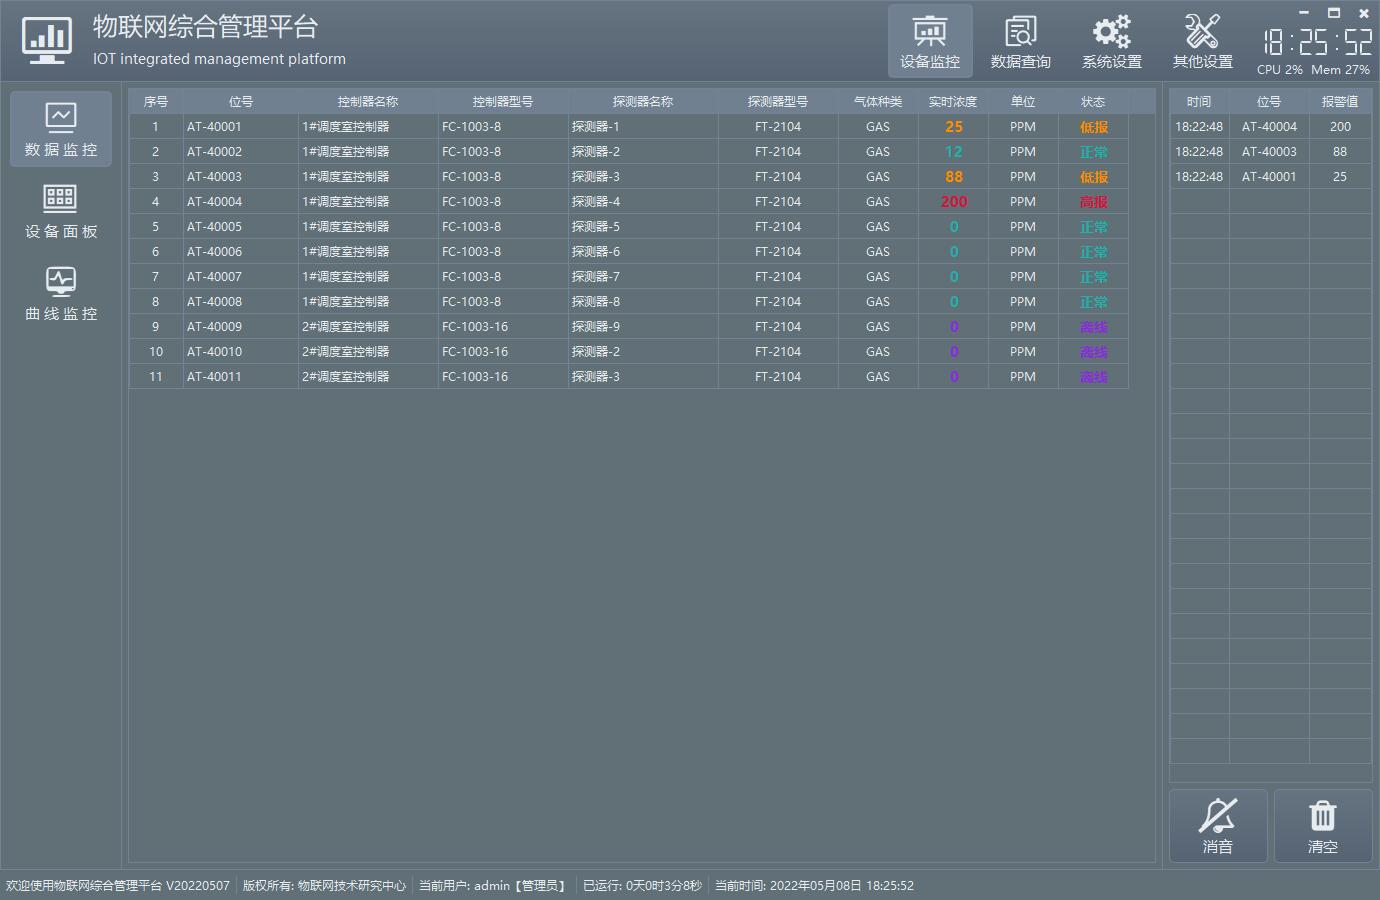 物联网综合管理平台
IOT integrated management platform
设备监控 数据查询 系统设置 其他设置
18:25:52
CPU 2% Mem 27%
数据监控
设备面板
曲线监控
序号 位号 控制器名称 控制器型号 探测器名称 探测器型号 气体种类 实时浓度 单位 状态
1 AT-40001 1#调度室控制器 FC-1003-8 探测器-1 FT-2104 GAS 25 PPM 低报
2 AT-40002 1#调度室控制器 FC-1003-8 探测器-2 FT-2104 GAS 12 PPM 正常
3 AT-40003 1#调度室控制器 FC-1003-8 探测器-3 FT-2104 GAS 88 PPM 低报
4 AT-40004 1#调度室控制器 FC-1003-8 探测器-4 FT-2104 GAS 200 PPM 高报
5 AT-40005 1#调度室控制器 FC-1003-8 探测器-5 FT-2104 GAS 0 PPM 正常
6 AT-40006 1#调度室控制器 FC-1003-8 探测器-6 FT-2104 GAS 0 PPM 正常
7 AT-40007 1#调度室控制器 FC-1003-8 探测器-7 FT-2104 GAS 0 PPM 正常
8 AT-40008 1#调度室控制器 FC-1003-8 探测器-8 FT-2104 GAS 0 PPM 正常
9 AT-40009 2#调度室控制器 FC-1003-16 探测器-9 FT-2104 GAS 0 PPM 离线
10 AT-40010 2#调度室控制器 FC-1003-16 探测器-2 FT-2104 GAS 0 PPM 离线
11 AT-40011 2#调度室控制器 FC-1003-16 探测器-3 FT-2104 GAS 0 PPM 离线
时间 位号 报警值
18:22:48 AT-40004 200
18:22:48 AT-40003 88
18:22:48 AT-40001 25
消音 清空
欢迎使用物联网综合管理平台 V20220507 版权所有: 物联网技术研究中心 当前用户: admin【管理员】 已运行: 0天0时3分8秒 当前时间: 2022年05月08日 18:25:52